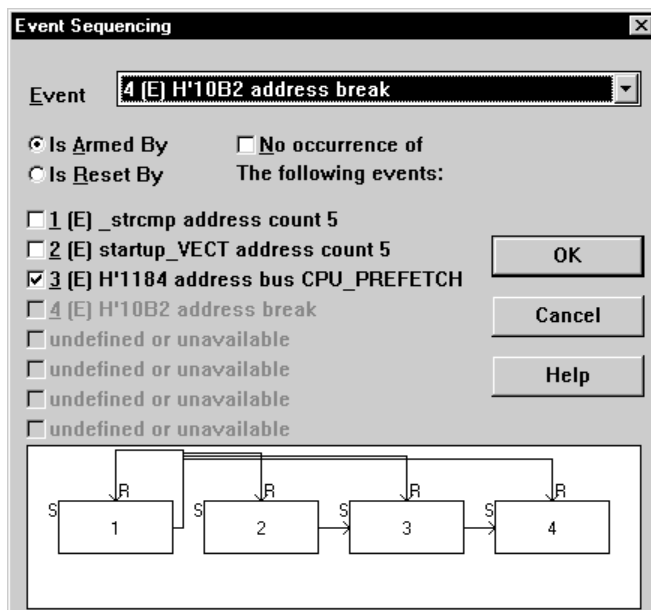 Event Sequencing
Event 4 (E) H'10B2 address break
Is Armed By No occurrence of
Is Reset By The following events:
1 (E) _strcmp address count 5
2 (E) startup_VECT address count 5
3 (E) H'1184 address bus CPU_PREFETCH
4 (E) H'10B2 address break
undefined or unavailable
undefined or unavailable
undefined or unavailable
undefined or unavailable
OK
Cancel
Help
R R R R
S S S S
1 2 3 4